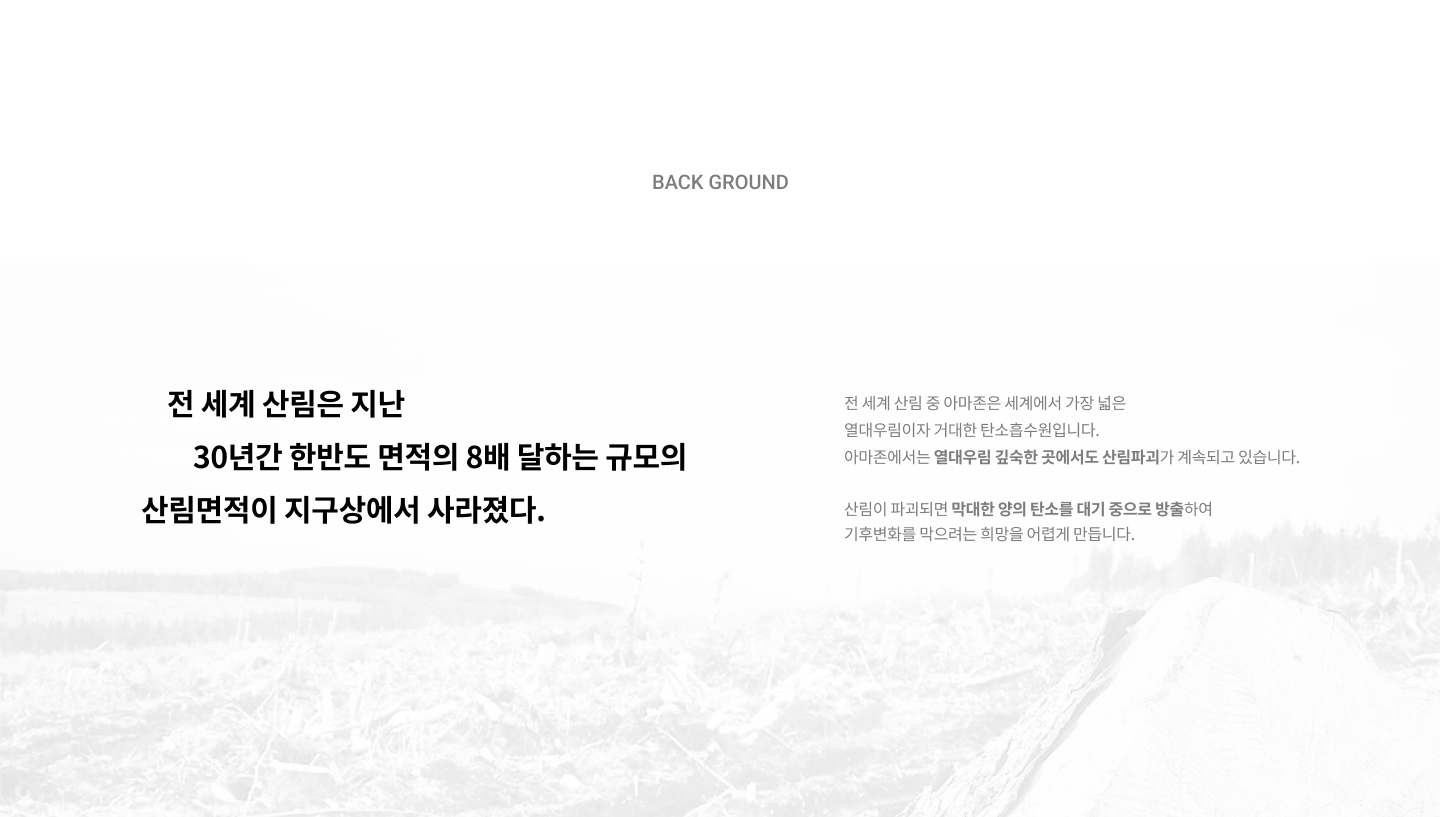 BACK GROUND
전 세계 산림은 지난
30년간 한반도 면적의 8배 달하는 규모의
산림면적이 지구상에서 사라졌다.
전 세계 산림 중 아마존은 세계에서 가장 넓은
열대우림이자 거대한 탄소흡수원입니다.
아마존에서는 열대우림 깊숙한 곳에서도 산림파괴가 계속되고 있습니다.
산림이 파괴되면 막대한 양의 탄소를 대기 중으로 방출하여
기후변화를 막으려는 희망을 어렵게 만듭니다.